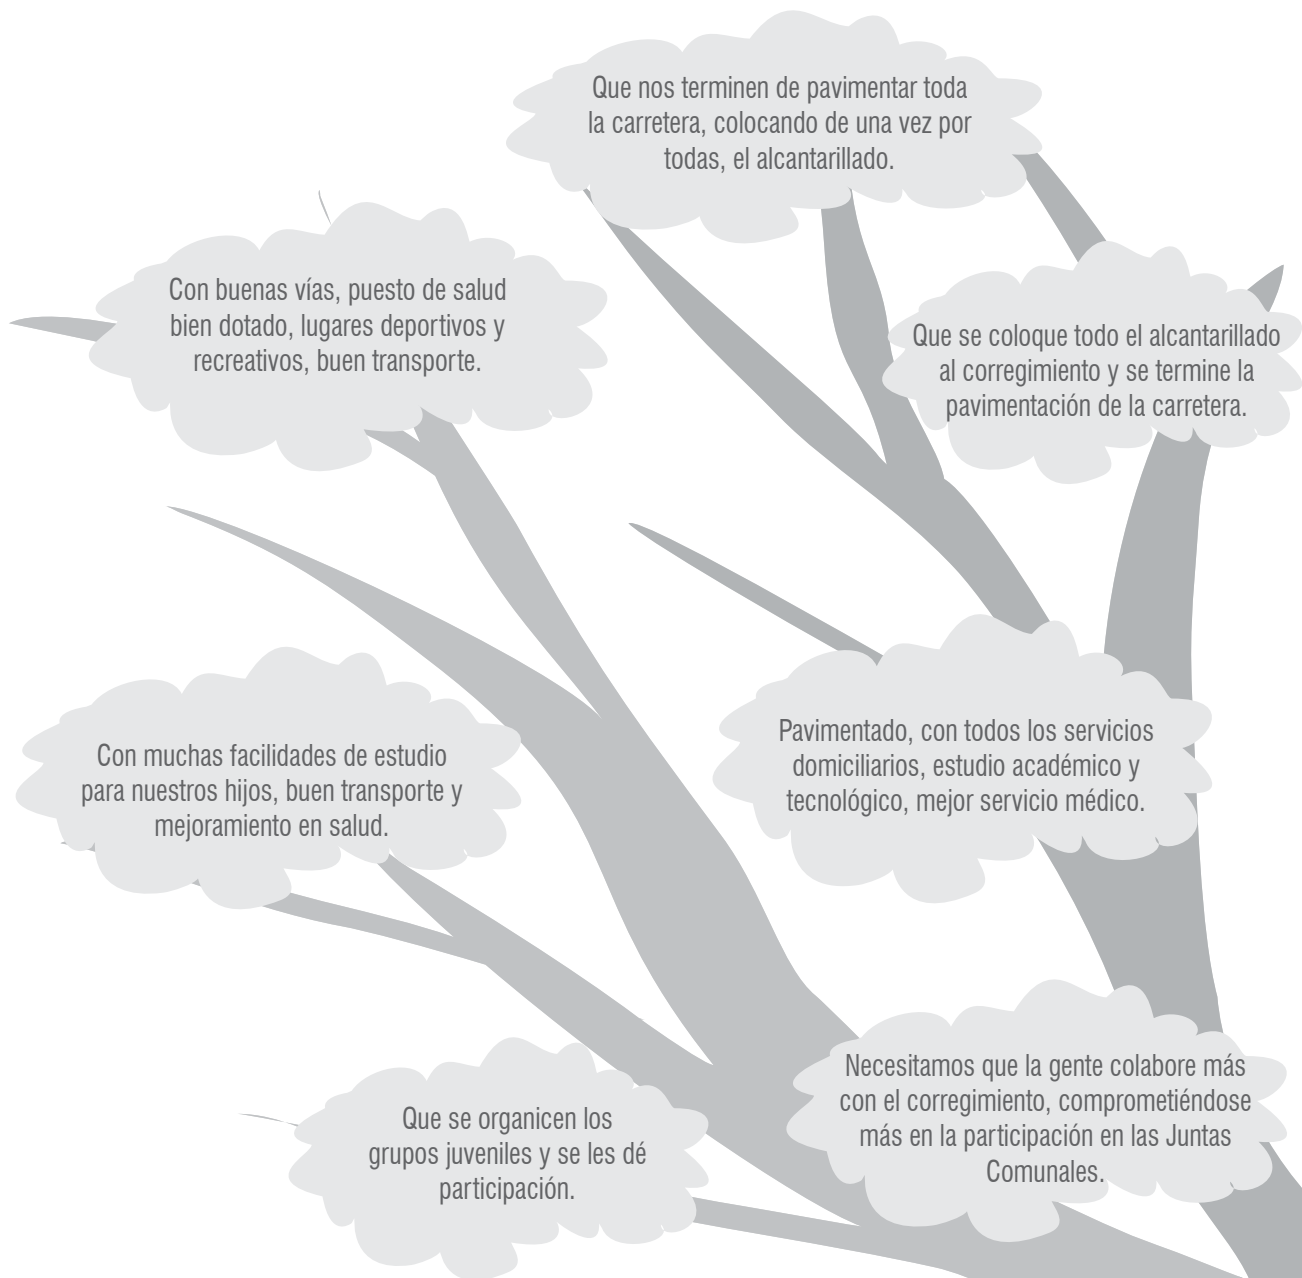 Que nos terminen de pavimentar toda
la carretera, colocando de una vez por
todas, el alcantarillado.
Con buenas vías, puesto de salud
bien dotado, lugares deportivos y
recreativos, buen transporte.
Que se coloque todo el alcantarillado
al corregimiento y se termine la
pavimentación de la carretera.
Con muchas facilidades de estudio
para nuestros hijos, buen transporte y
mejoramiento en salud.
Pavimentado, con todos los servicios
domiciliarios, estudio académico y
tecnológico, mejor servicio médico.
Que se organicen los
grupos juveniles y se les dé
participación.
Necesitamos que la gente colabore más
con el corregimiento, comprometiéndose
más en la participación en las Juntas
Comunales.